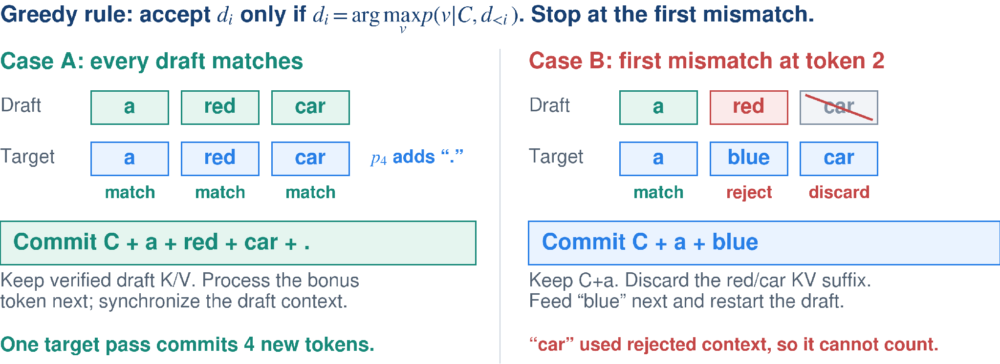 Greedy rule: accept d_i only if d_i = arg max_v p(v|C, d_{<i}). Stop at the first mismatch.
Case A: every draft matches
Draft a red car
Target a red car p_4 adds “.”
match match match
Commit C + a + red + car + .
Keep verified draft K/V. Process the bonus
token next; synchronize the draft context.
One target pass commits 4 new tokens.
Case B: first mismatch at token 2
Draft a red car
Target a blue car
match reject discard
Commit C + a + blue
Keep C+a. Discard the red/car KV suffix.
Feed “blue” next and restart the draft.
“car” used rejected context, so it cannot count.